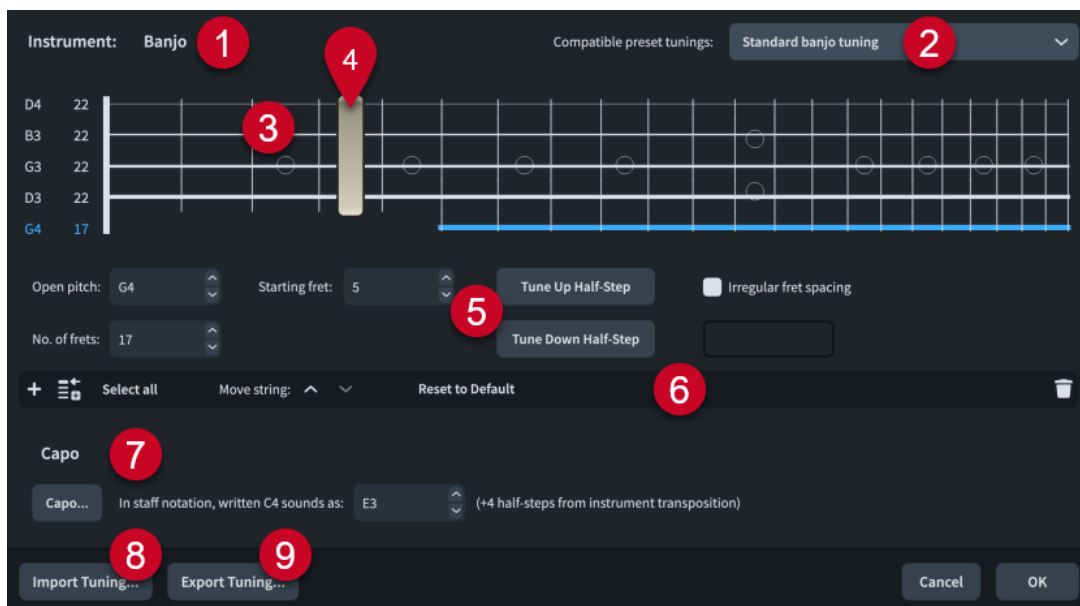 Instrument: Banjo 1 Compatible preset tunings: Standard banjo tuning 2
4
D4 22
3
B3 22
G3 22
D3 22
G4 17
Open pitch: G4 Starting fret: 5 Tune Up Half-Step Irregular fret spacing
5
No. of frets: 17 Tune Down Half-Step
Select all Move string: Reset to Default 6
Capo 7
Capo... In staff notation, written C4 sounds as: E3 (+4 half-steps from instrument transposition)
8 9
Import Tuning... Export Tuning... Cancel OK